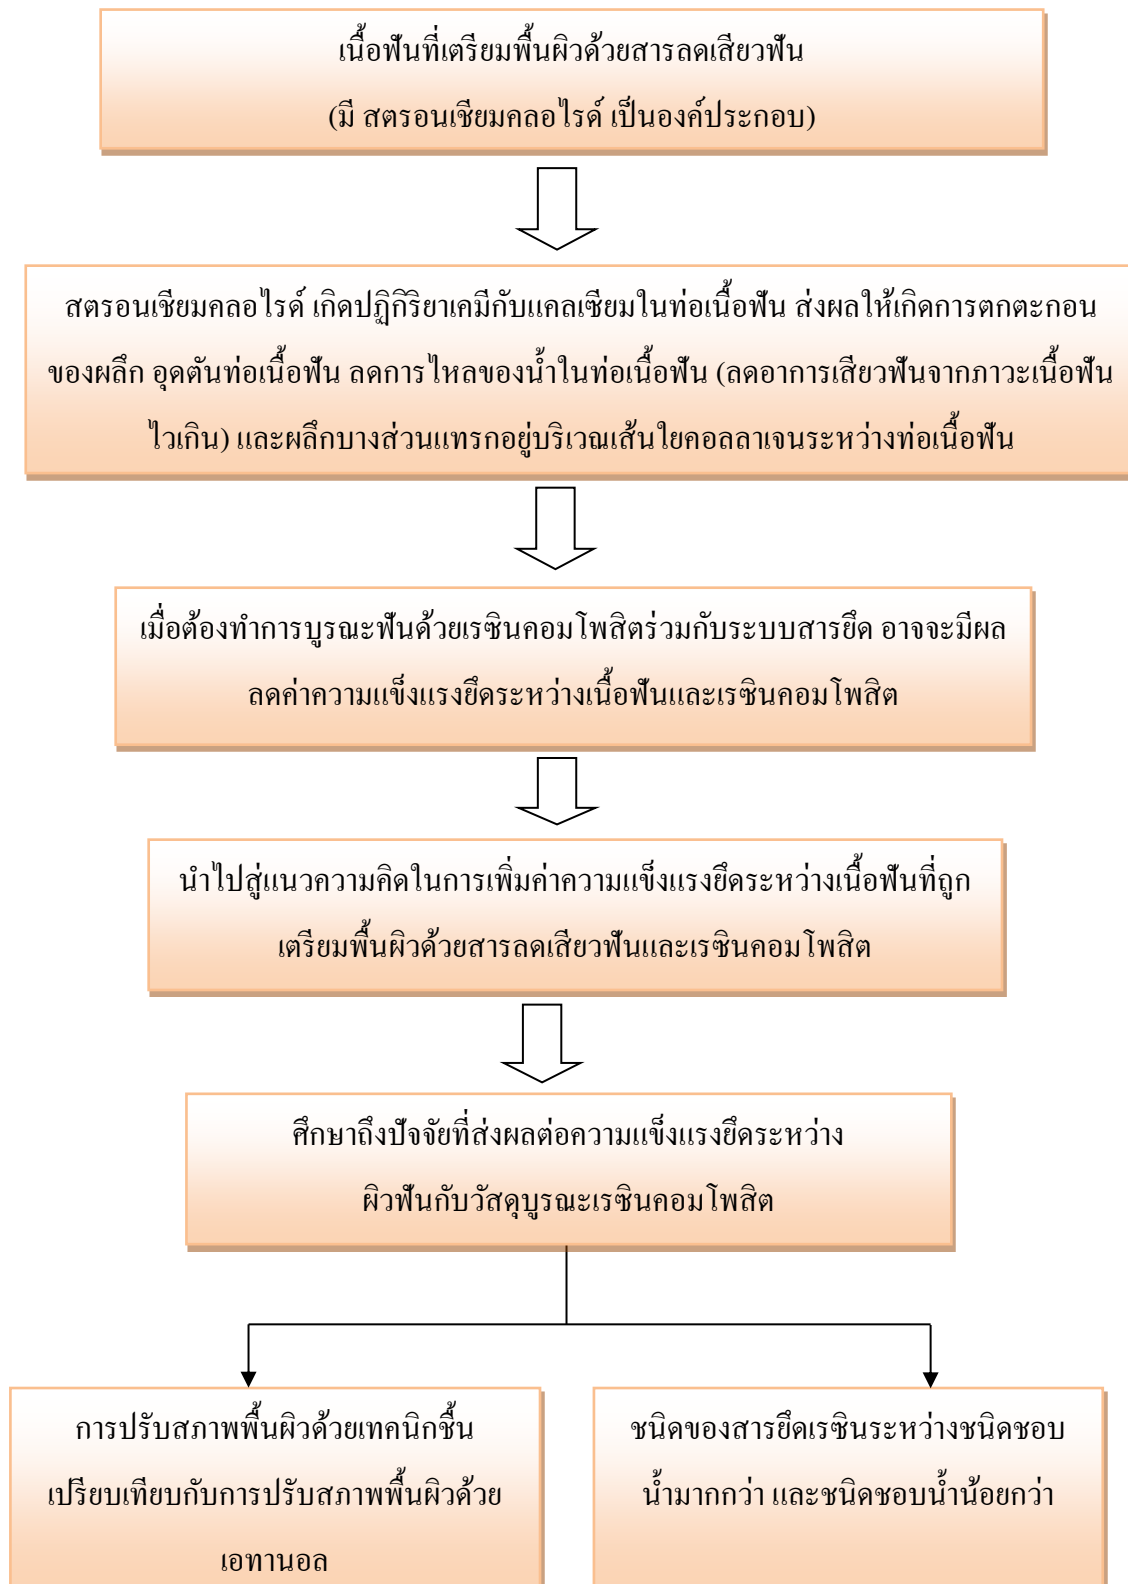 เนื้อฟันที่เตรียมพื้นผิวด้วยสารลดเสียวฟัน
(มี สตรอนเชียมคลอไรด์ เป็นองค์ประกอบ)
สตรอนเชียมคลอไรด์ เกิดปฏิกิริยาเคมีกับแคลเซียมในท่อเนื้อฟัน ส่งผลให้เกิดการตกตะกอน
ของผลึก อุดตันท่อเนื้อฟัน ลดการไหลของน้ำในท่อเนื้อฟัน (ลดอาการเสียวฟันจากภาวะเนื้อฟัน
ไวเกิน) และผลึกบางส่วนแทรกอยู่บริเวณเส้นใยคอลลาเจนระหว่างท่อเนื้อฟัน
เมื่อต้องทำการบูรณะฟันด้วยเรซินคอมโพสิตร่วมกับระบบสารยึด อาจจะมีผล
ลดค่าความแข็งแรงยึดระหว่างเนื้อฟันและเรซินคอมโพสิต
นำไปสู่แนวความคิดในการเพิ่มค่าความแข็งแรงยึดระหว่างเนื้อฟันที่ถูก
เตรียมพื้นผิวด้วยสารลดเสียวฟันและเรซินคอมโพสิต
ศึกษาถึงปัจจัยที่ส่งผลต่อความแข็งแรงยึดระหว่าง
ผิวฟันกับวัสดุบูรณะเรซินคอมโพสิต
การปรับสภาพพื้นผิวด้วยเทคนิกชื้น
เปรียบเทียบกับการปรับสภาพพื้นผิวด้วย
เอทานอล
ชนิดของสารยึดเรซินระหว่างชนิดชอบ
น้ำมากกว่า และชนิดชอบน้ำน้อยกว่า